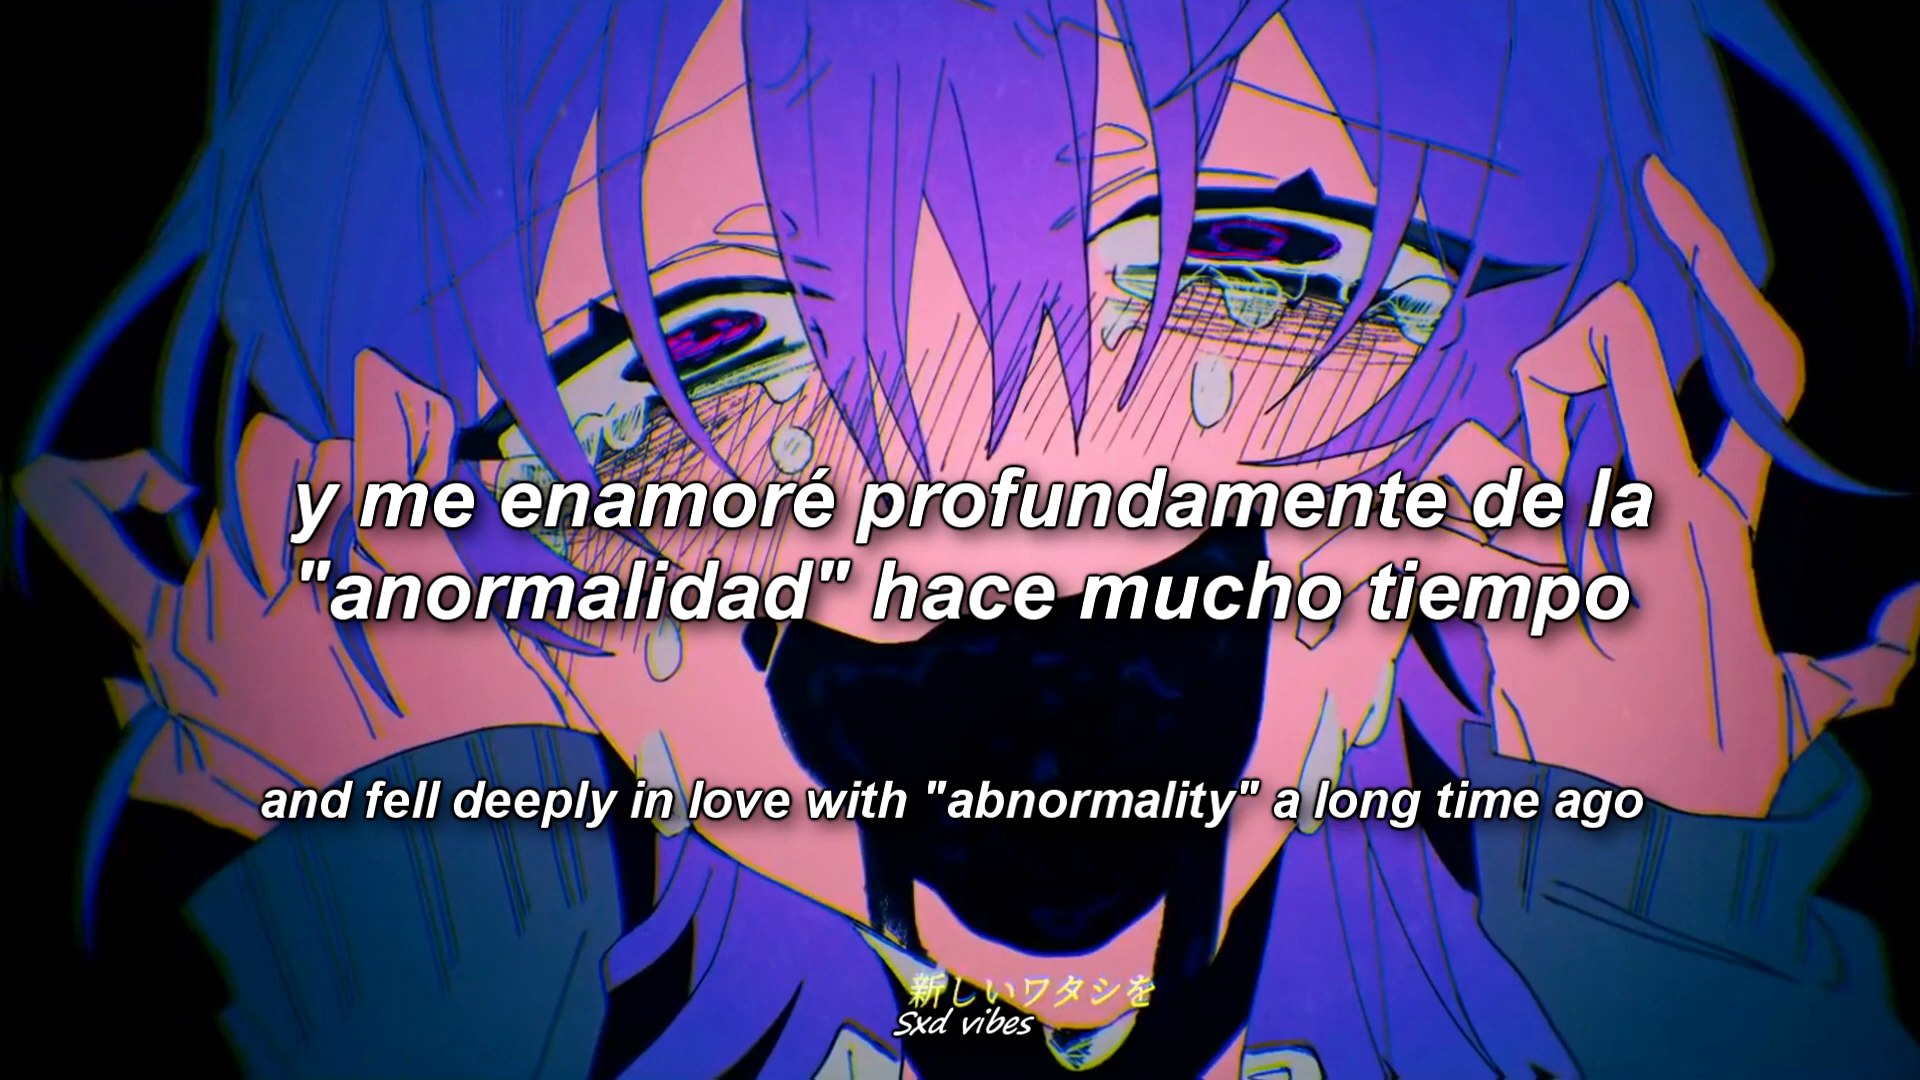 y me enamoré profundamente de la
"anormalidad" hace mucho tiempo
and fell deeply in love with "abnormality" a long time ago
新しいワタシを
Sxd vibes